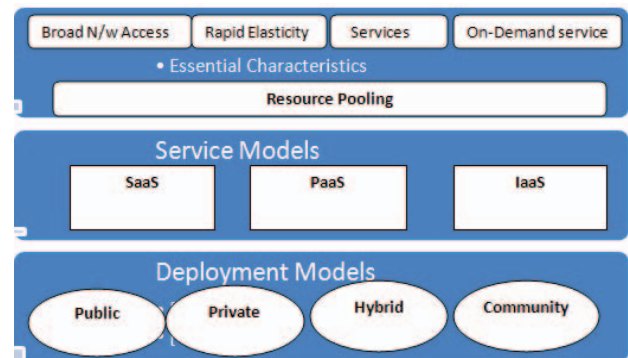 Broad N/w Access Rapid Elasticity Services On-Demand service
• Essential Characteristics
Resource Pooling
Service Models
SaaS PaaS IaaS
Deployment Models
Public Private Hybrid Community